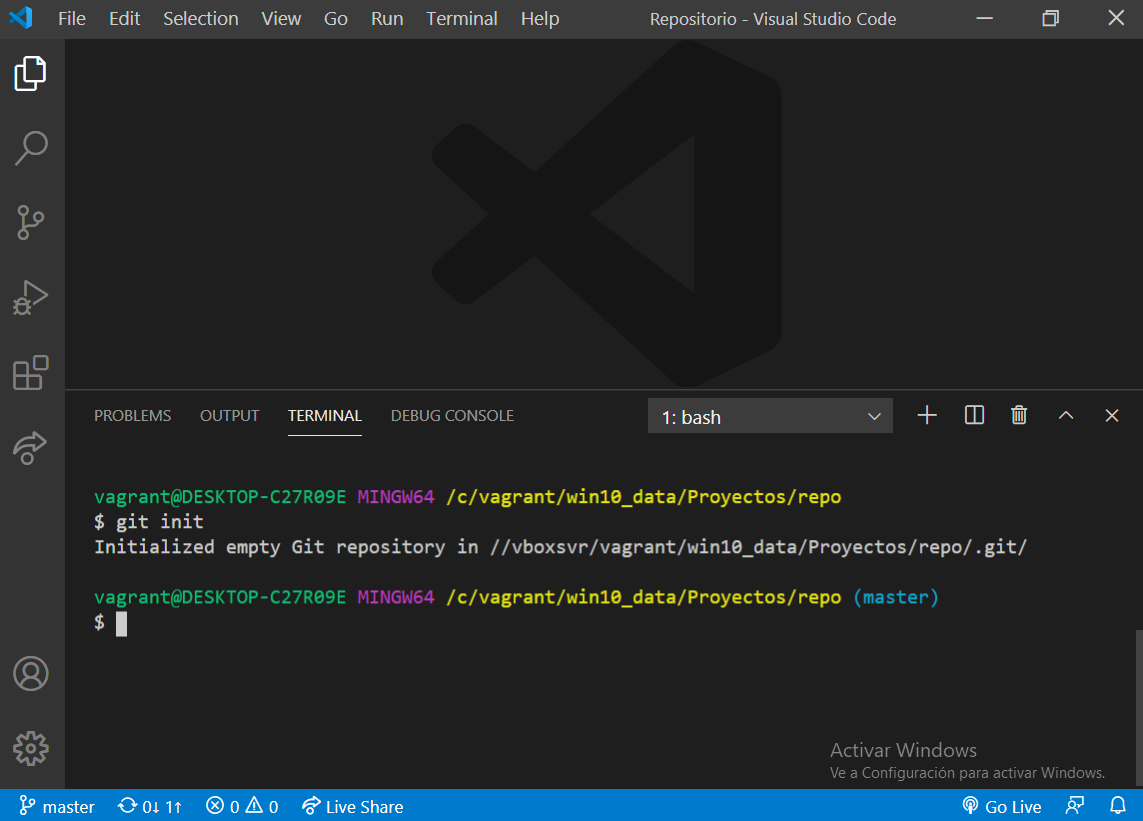 File Edit Selection View Go Run Terminal Help Repositorio - Visual Studio Code
PROBLEMS OUTPUT TERMINAL DEBUG CONSOLE 1: bash
vagrant@DESKTOP-C27R09E MINGW64 /c/vagrant/win10_data/Proyectos/repo
$ git init
Initialized empty Git repository in //vboxsvr/vagrant/win10_data/Proyectos/repo/.git/
vagrant@DESKTOP-C27R09E MINGW64 /c/vagrant/win10_data/Proyectos/repo (master)
$
Activar Windows
Ve a Configuración para activar Windows.
master 0↓ 1↑ 0 0 Live Share Go Live